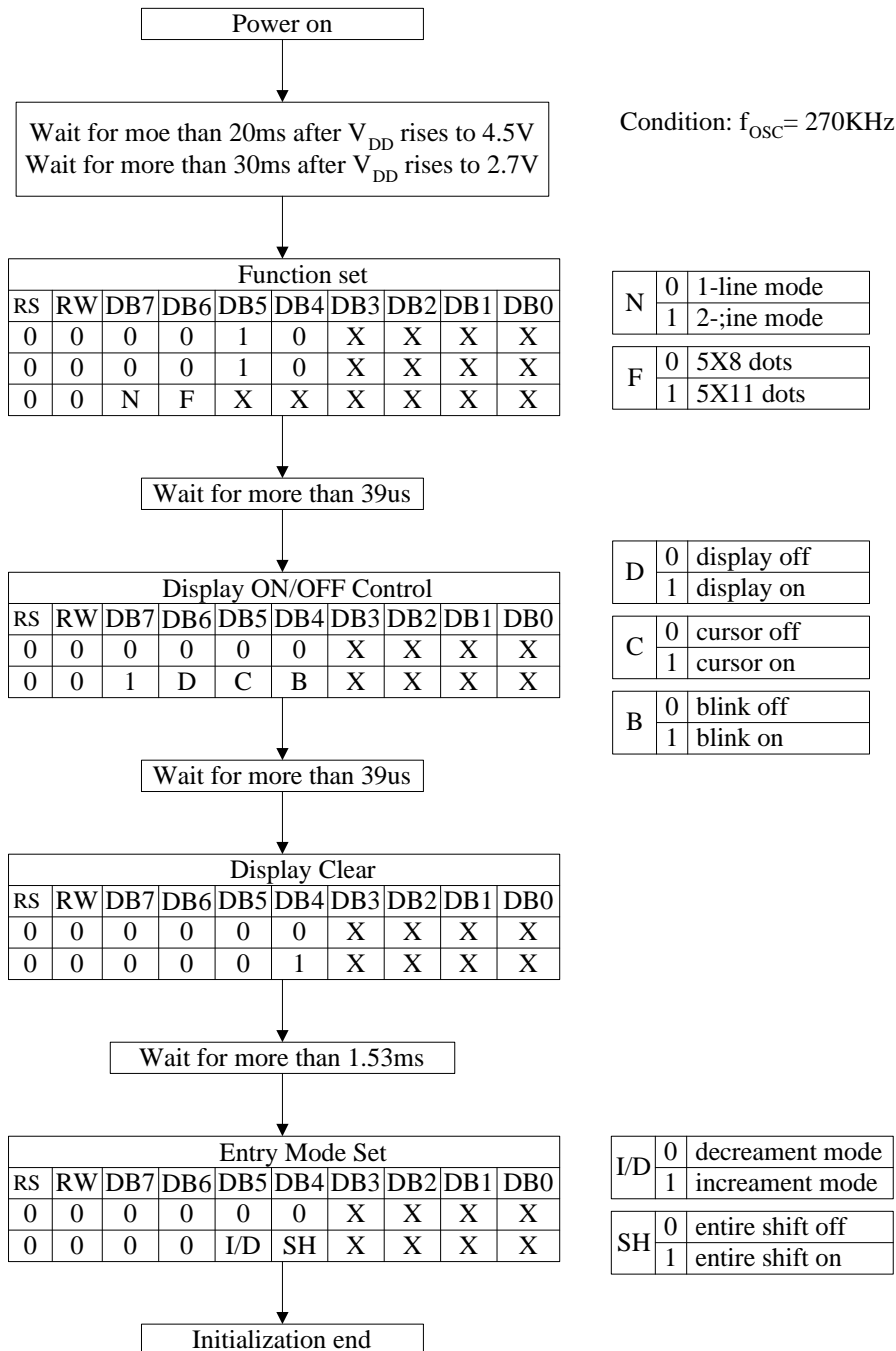 Power on
Wait for moe than 20ms after VDD rises to 4.5V
Wait for more than 30ms after VDD rises to 2.7V
Condition: fOSC= 270KHz
Function set
RS RW DB7 DB6 DB5 DB4 DB3 DB2 DB1 DB0
0 0 0 0 1 0 X X X X
0 0 0 0 1 0 X X X X
0 0 N F X X X X X X
N 0 1-line mode
1 2-;ine mode
F 0 5X8 dots
1 5X11 dots
Wait for more than 39us
Display ON/OFF Control
RS RW DB7 DB6 DB5 DB4 DB3 DB2 DB1 DB0
0 0 0 0 0 0 X X X X
0 0 1 D C B X X X X
D 0 display off
1 display on
C 0 cursor off
1 cursor on
B 0 blink off
1 blink on
Wait for more than 39us
Display Clear
RS RW DB7 DB6 DB5 DB4 DB3 DB2 DB1 DB0
0 0 0 0 0 0 X X X X
0 0 0 0 0 1 X X X X
Wait for more than 1.53ms
Entry Mode Set
RS RW DB7 DB6 DB5 DB4 DB3 DB2 DB1 DB0
0 0 0 0 0 0 X X X X
0 0 0 0 I/D SH X X X X
I/D 0 decreament mode
1 increament mode
SH 0 entire shift off
1 entire shift on
Initialization end